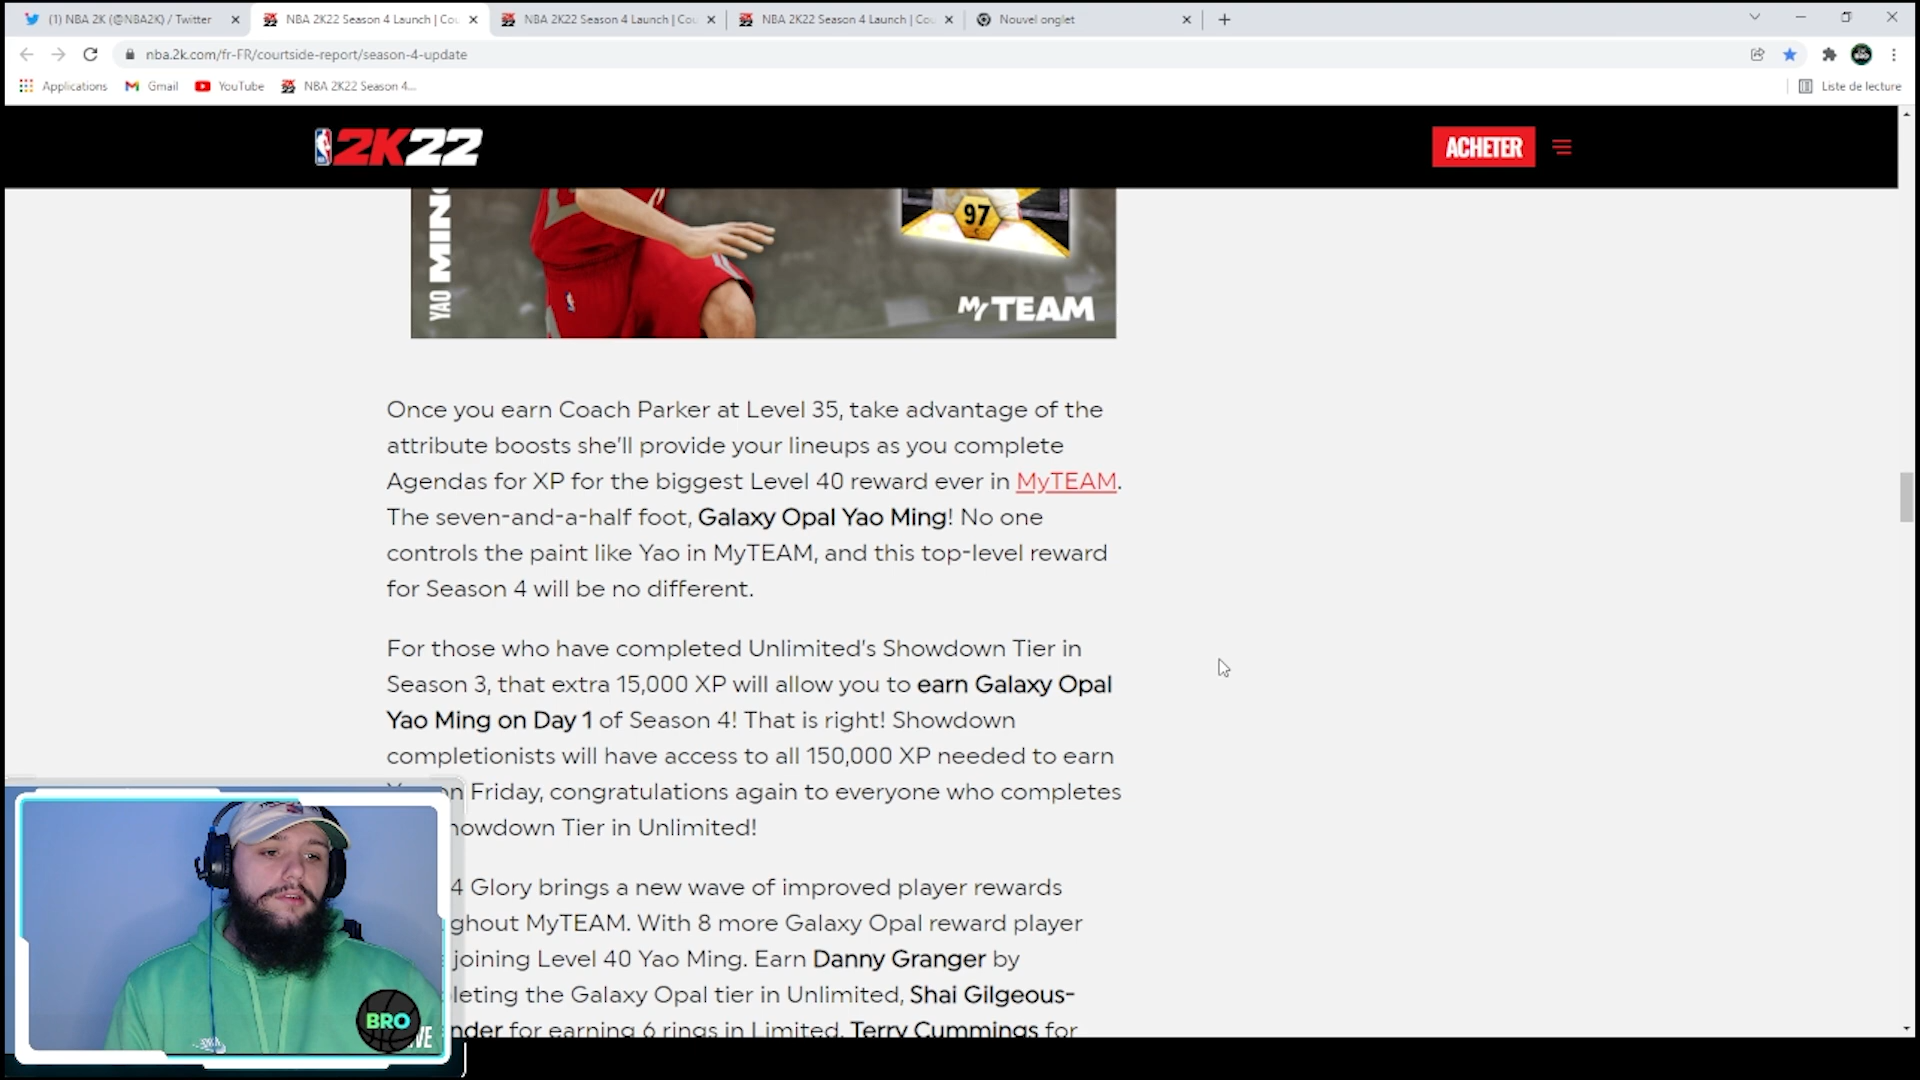 (1) NBA 2K (@NBA2K) / Twitter
NBA 2K22 Season 4 Launch | Cou
NBA 2K22 Season 4 Launch | Cou
NBA 2K22 Season 4 Launch | Cou
Nouvel onglet
nba.2k.com/fr-FR/courtside-report/season-4-update
Applications
Gmail
YouTube
NBA 2K22 Season 4...
Liste de lecture
2K22
ACHETER
YAO MING
97
C
MyTEAM
Once you earn Coach Parker at Level 35, take advantage of the
attribute boosts she'll provide your lineups as you complete
Agendas for XP for the biggest Level 40 reward ever in MyTEAM.
The seven-and-a-half foot, Galaxy Opal Yao Ming! No one
controls the paint like Yao in MyTEAM, and this top-level reward
for Season 4 will be no different.
For those who have completed Unlimited's Showdown Tier in
Season 3, that extra 15,000 XP will allow you to earn Galaxy Opal
Yao Ming on Day 1 of Season 4! That is right! Showdown
completionists will have access to all 150,000 XP needed to earn
on Friday, congratulations again to everyone who completes
howdown Tier in Unlimited!
4 Glory brings a new wave of improved player rewards
ghout MyTEAM. With 8 more Galaxy Opal reward player
joining Level 40 Yao Ming. Earn Danny Granger by
leting the Galaxy Opal tier in Unlimited, Shai Gilgeous-
nder for earning 6 rings in Limited, Terry Cummings for
BRO